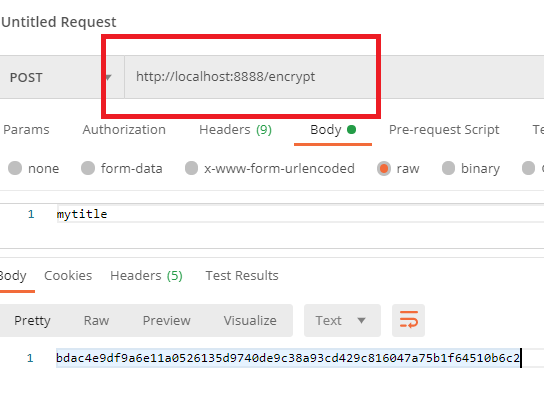 Untitled Request
POST http://localhost:8888/encrypt
Params Authorization Headers (9) Body Pre-request Script Te
none form-data x-www-form-urlencoded raw binary
1 mytitle
Body Cookies Headers (5) Test Results
Pretty Raw Preview Visualize Text
1 bdac4e9df9a6e11a0526135d9740de9c38a93cd429c816047a75b1f64510b6c2